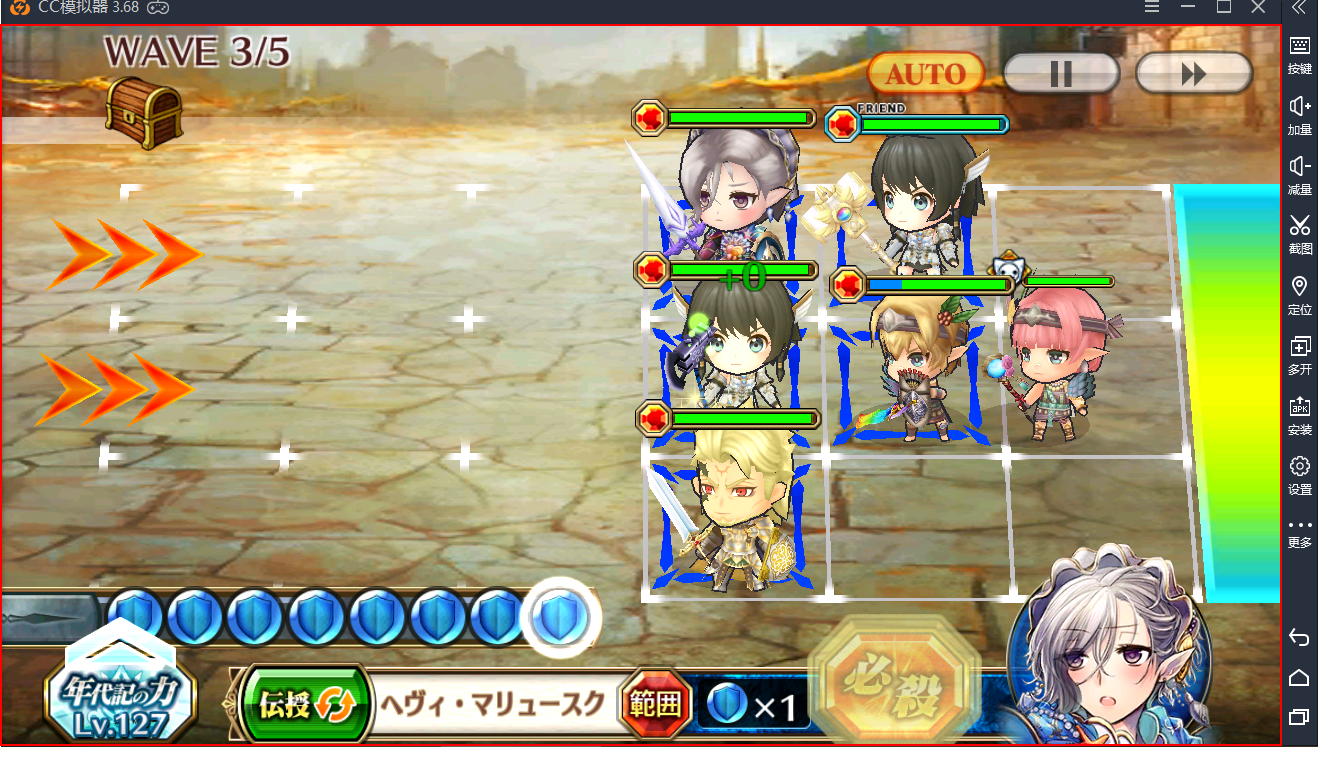 CC模拟器 3.68
WAVE 3/5
AUTO
FRIEND
+0
按键
加量
减量
截图
定位
多开
APK
安装
设置
更多
年代記の力
Lv.127
伝授
ヘヴィ・マリュースク
範囲
×1
必殺